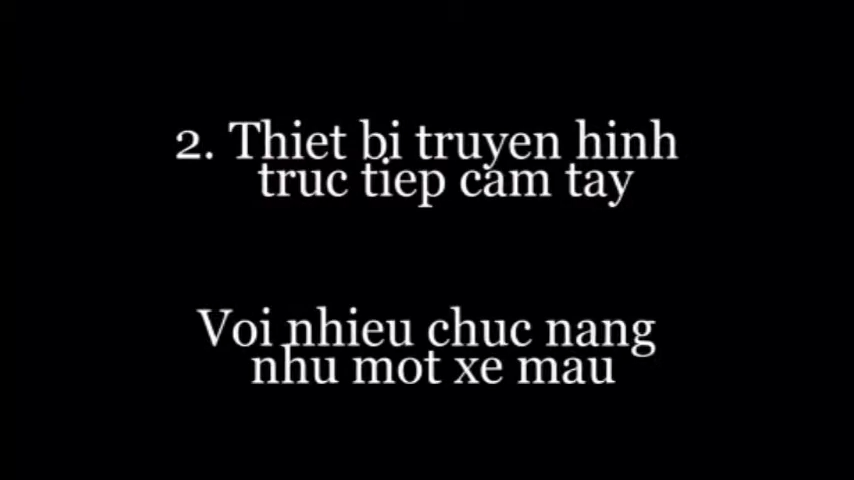 2. Thiet bi truyen hinh
truc tiep cam tay
Voi nhieu chuc nang
nhu mot xe mau